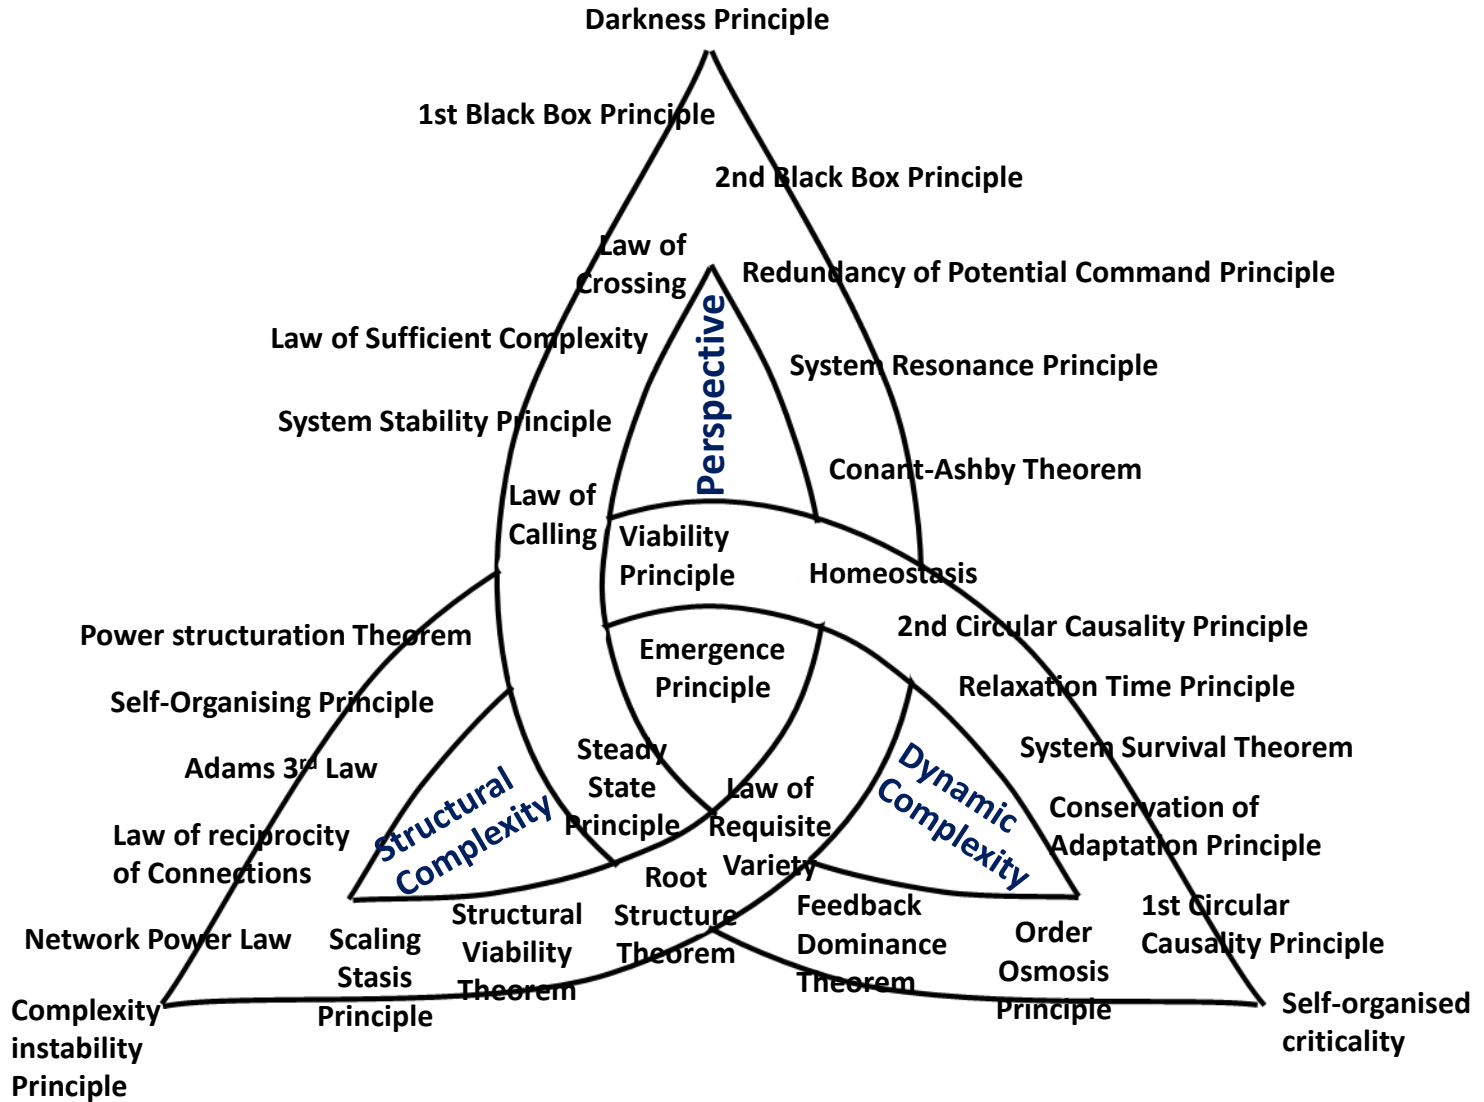 Darkness Principle
1st Black Box Principle
2nd Black Box Principle
Law of
Crossing
Redundancy of Potential Command Principle
Law of Sufficient Complexity
Perspective
System Resonance Principle
System Stability Principle
Conant-Ashby Theorem
Law of
Calling
Viability
Principle
Homeostasis
Power structuration Theorem
Emergence
Principle
2nd Circular Causality Principle
Self-Organising Principle
Relaxation Time Principle
Adams 3rd Law
Structural
Complexity
Steady
State
Principle
Law of
Requisite
Variety
Dynamic
Complexity
System Survival Theorem
Law of reciprocity
of Connections
Conservation of
Adaptation Principle
Network Power Law
Scaling
Stasis
Principle
Structural
Viability
Theorem
Root
Structure
Theorem
Feedback
Dominance
Theorem
Order
Osmosis
Principle
1st Circular
Causality Principle
Complexity
instability
Principle
Self-organised
criticality